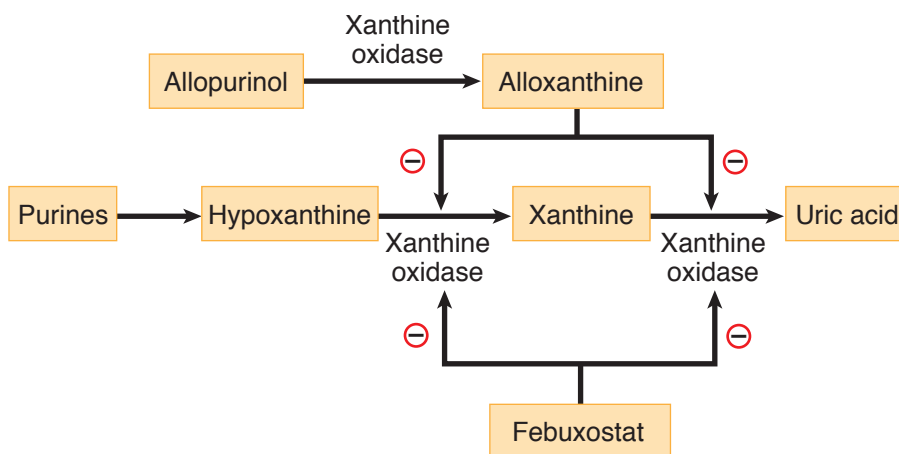 Xanthine
oxidase
Allopurinol
Alloxanthine
Purines
Hypoxanthine
Xanthine
Uric acid
Xanthine
oxidase
Xanthine
oxidase
Febuxostat